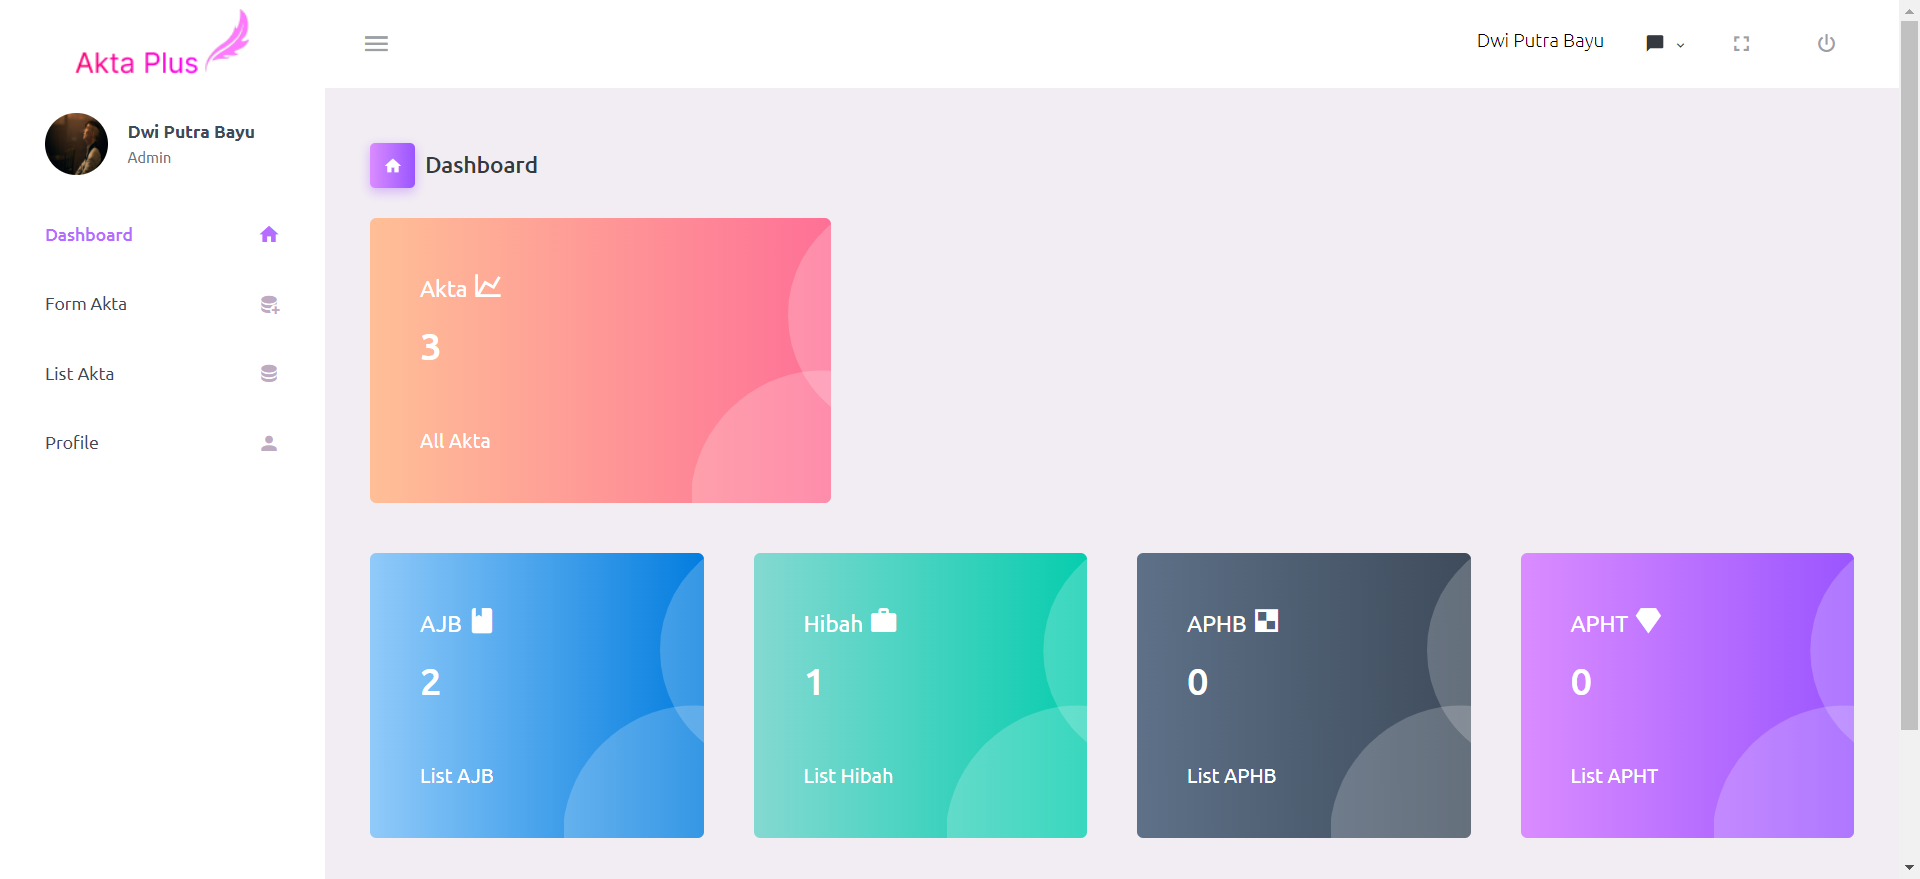 Akta Plus
Dwi Putra Bayu
Dwi Putra Bayu
Admin
Dashboard
Form Akta
List Akta
Profile
Dashboard
Akta
3
All Akta
AJB
2
List AJB
Hibah
1
List Hibah
APHB
0
List APHB
APHT
0
List APHT